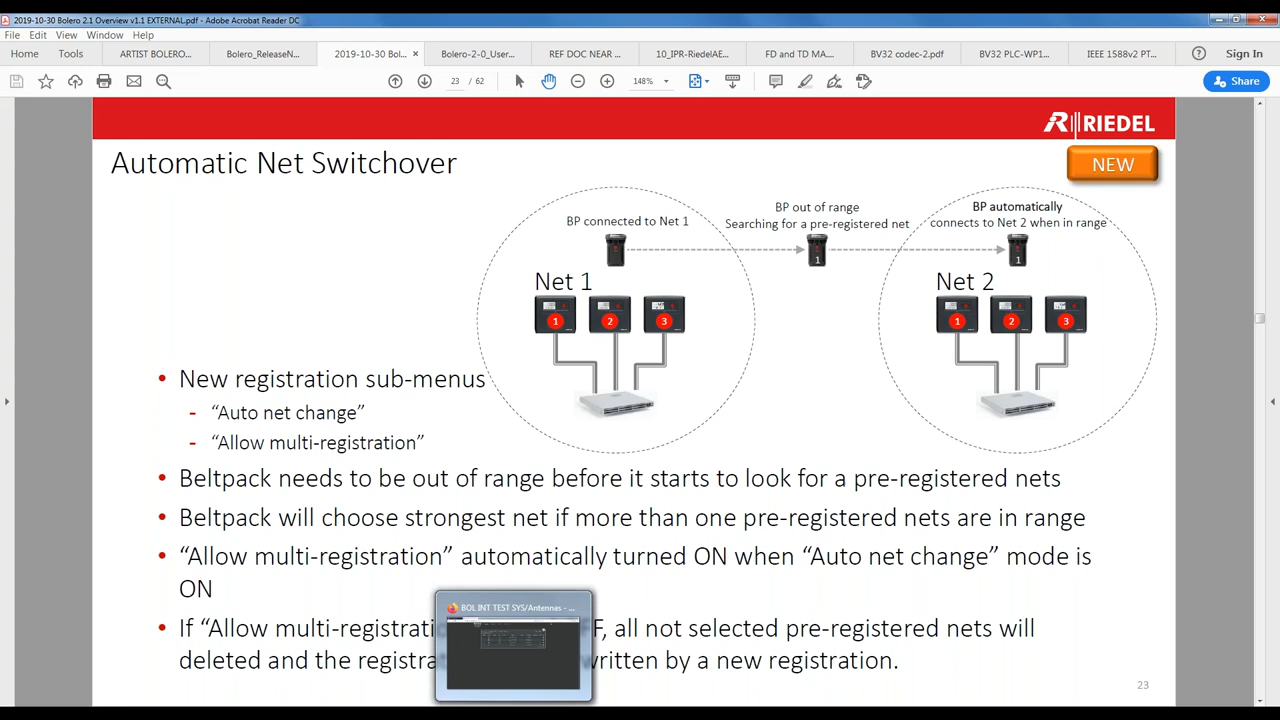 2019-10-30 Bolero 2.1 Overview v1.1 EXTERNAL.pdf - Adobe Acrobat Reader DC
File Edit View Window Help
Home Tools ARTIST BOLERO... Bolero_ReleaseN... 2019-10-30 Bol... × Bolero-2-0_User... REF DOC NEAR ... 10_IPR-RiedelAE... FD and TD MA... BV32 codec-2.pdf BV32 PLC-WP1... IEEE 1588v2 PT... Sign In
23 / 62 148% Share
RIEDEL
Automatic Net Switchover
NEW
BP connected to Net 1
BP out of range
Searching for a pre-registered net
BP automatically
connects to Net 2 when in range
1 1
Net 1 Net 2
1 2 3 1 2 3
• New registration sub-menus
- “Auto net change”
- “Allow multi-registration”
• Beltpack needs to be out of range before it starts to look for a pre-registered nets
• Beltpack will choose strongest net if more than one pre-registered nets are in range
• “Allow multi-registration” automatically turned ON when “Auto net change” mode is
ON
BOL INT TEST SYS/Antennas - ...
• If “Allow multi-registrati F, all not selected pre-registered nets will
deleted and the registra written by a new registration.
23